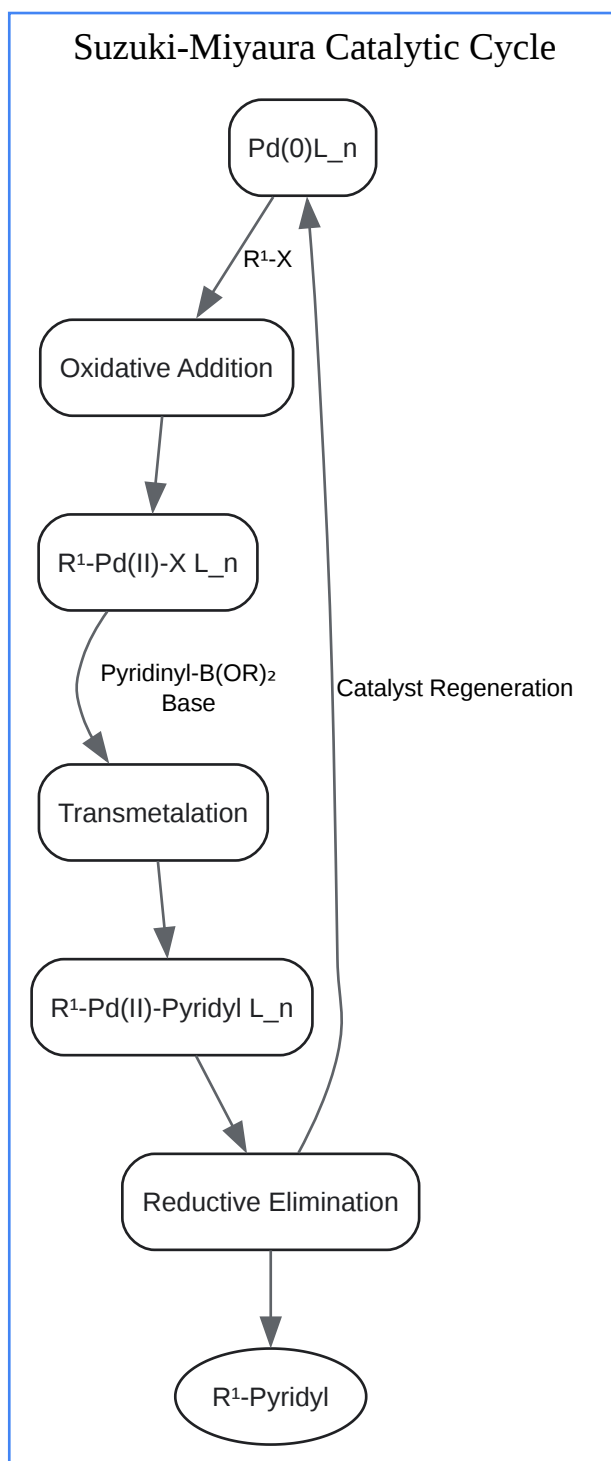 Suzuki-Miyaura Catalytic Cycle
Pd(0)L_n
R¹-X
Oxidative Addition
R¹-Pd(II)-X L_n
Pyridinyl-B(OR)₂
Base
Catalyst Regeneration
Transmetalation
R¹-Pd(II)-Pyridyl L_n
Reductive Elimination
R¹-Pyridyl